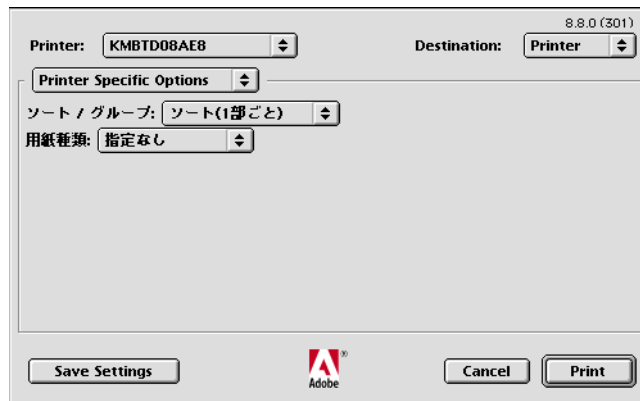 8.8.0 (301)
Printer: KMBTD08AE8 Destination: Printer
Printer Specific Options
ソート / グループ: ソート(1部ごと)
用紙種類: 指定なし
Save Settings Adobe ® Cancel Print